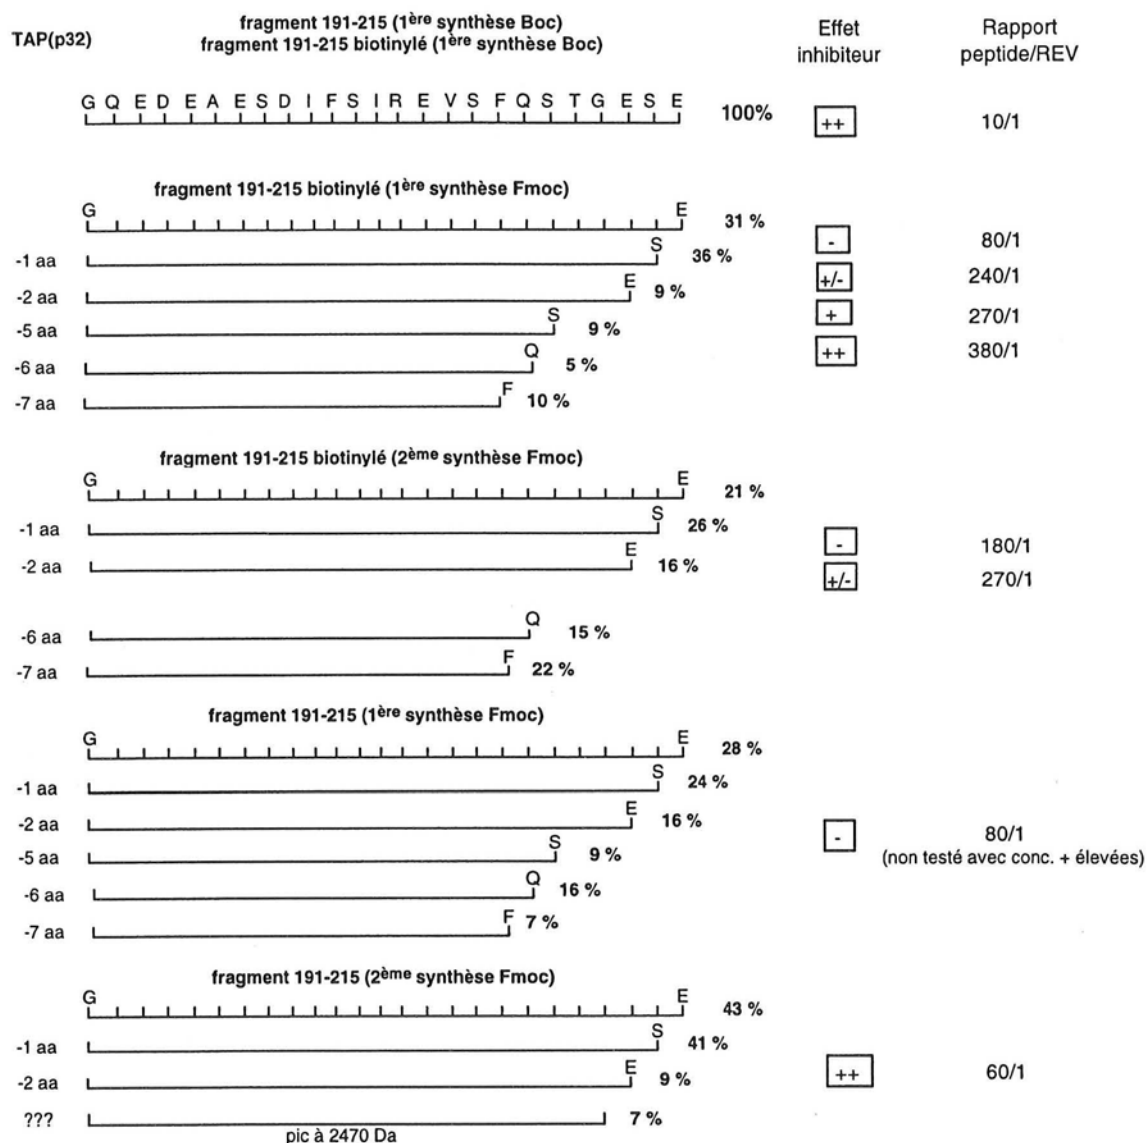 TAP(p32)
fragment 191-215 (1ère synthèse Boc)
fragment 191-215 biotinylé (1ère synthèse Boc)
Effet inhibiteur
Rapport peptide/REV
G Q E D E A E S D I F S I R E V S F Q S T G E S E 100% ++ 10/1
fragment 191-215 biotinylé (1ère synthèse Fmoc)
G E 31 %
-1 aa S 36 % - 80/1
-2 aa E 9 % +/- 240/1
-5 aa S 9 % + 270/1
-6 aa Q 5 % ++ 380/1
-7 aa F 10 %
fragment 191-215 biotinylé (2ème synthèse Fmoc)
G E 21 %
-1 aa S 26 % - 180/1
-2 aa E 16 % +/- 270/1
-6 aa Q 15 %
-7 aa F 22 %
fragment 191-215 (1ère synthèse Fmoc)
G E 28 %
-1 aa S 24 %
-2 aa E 16 % - 80/1
(non testé avec conc. + élevées)
-5 aa S 9 %
-6 aa Q 16 %
-7 aa F 7 %
fragment 191-215 (2ème synthèse Fmoc)
G E 43 %
-1 aa S 41 %
-2 aa E 9 % ++ 60/1
??? 7 %
pic à 2470 Da